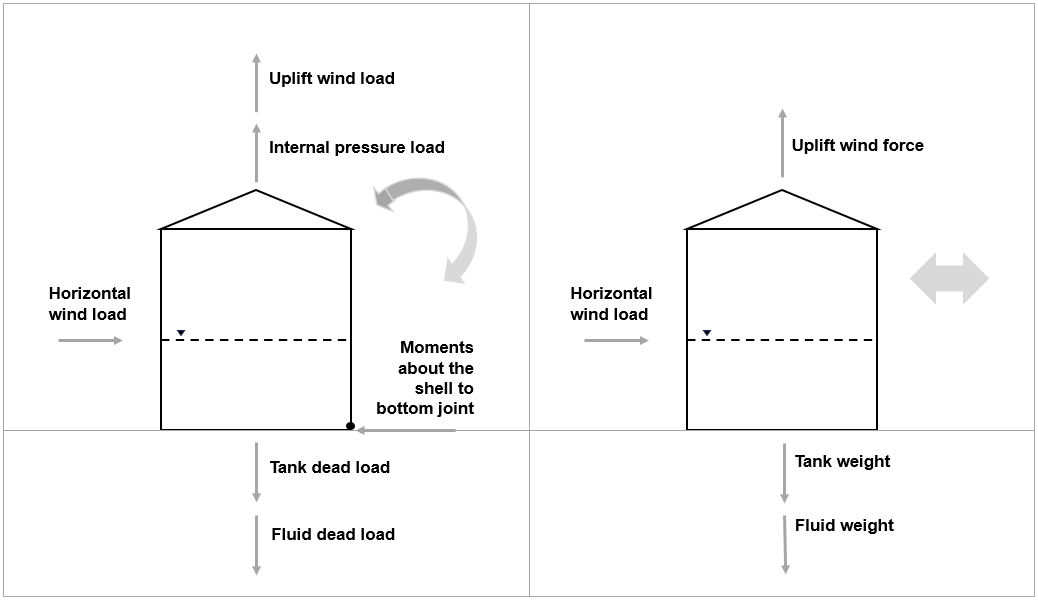 Uplift wind load
Internal pressure load
Horizontal
wind load
Moments
about the
shell to
bottom joint
Tank dead load
Fluid dead load
Uplift wind force
Horizontal
wind load
Tank weight
Fluid weight